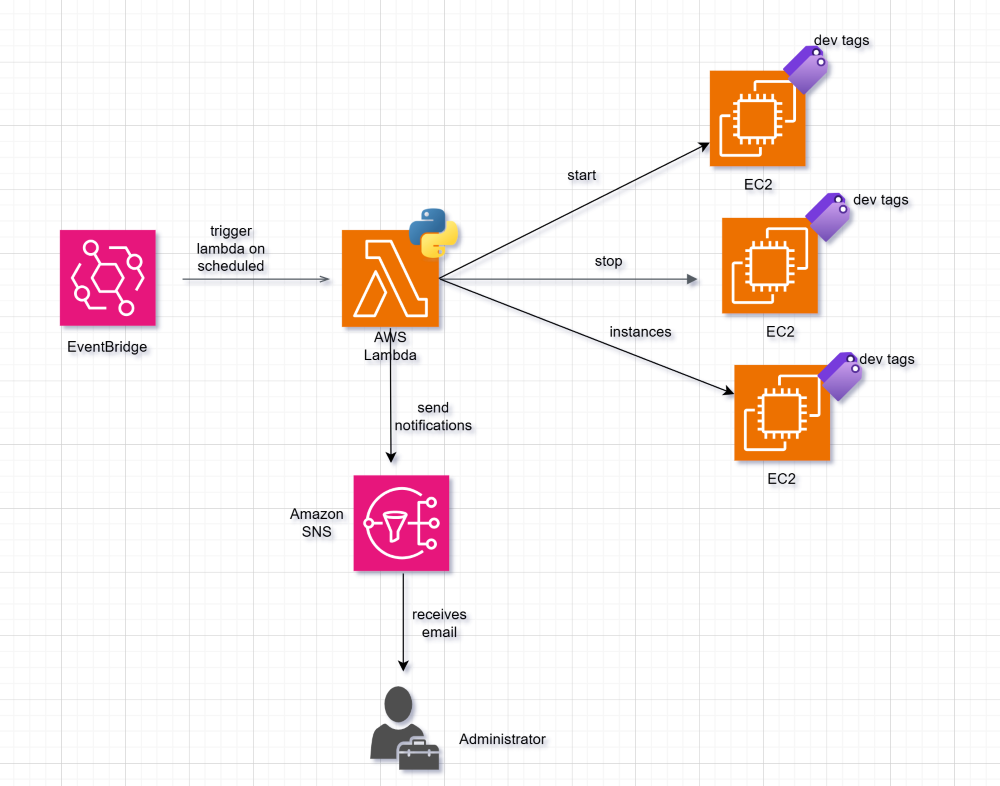 dev tags
EC2
start
dev tags
trigger
lambda on
scheduled
stop
EventBridge
AWS
Lambda
EC2
instances
dev tags
send
notifications
EC2
Amazon
SNS
receives
email
Administrator